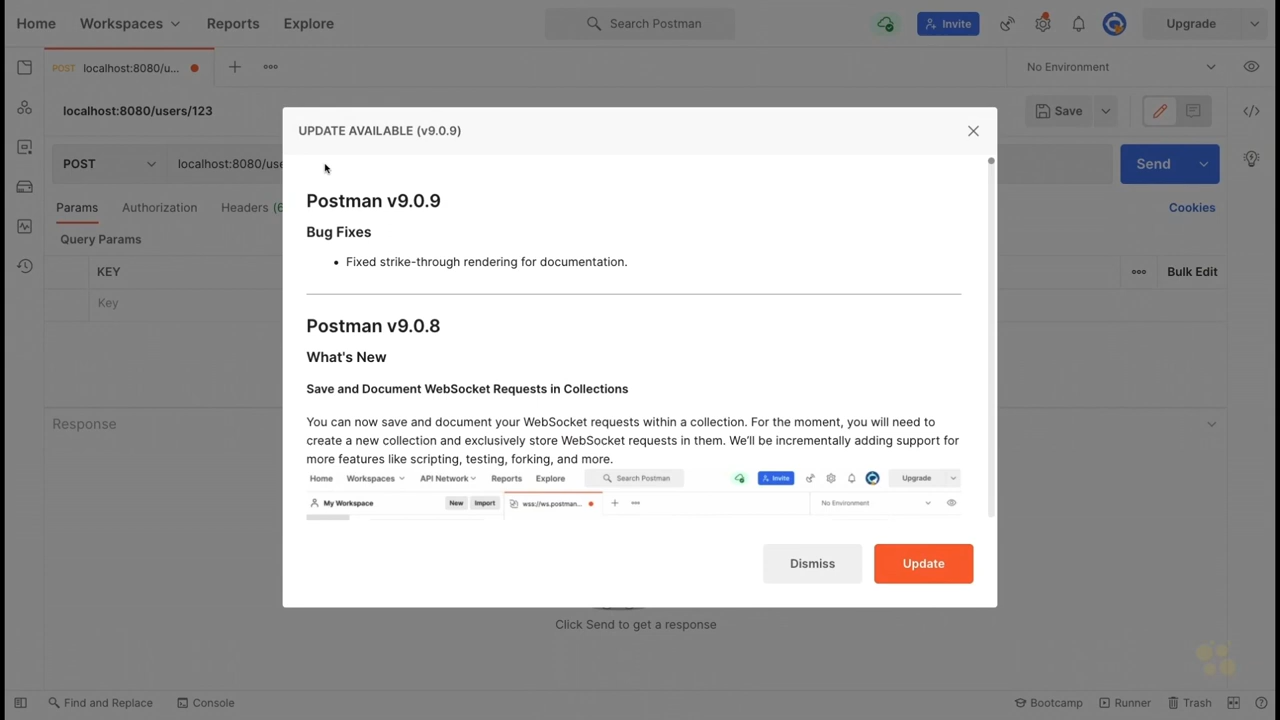 Home Workspaces Reports Explore Search Postman Invite Upgrade
POST localhost:8080/u... No Environment
localhost:8080/users/123 Save
UPDATE AVAILABLE (v9.0.9)
POST localhost:8080/use Send
Params Authorization Headers (6 Cookies
Postman v9.0.9
Bug Fixes
Query Params
• Fixed strike-through rendering for documentation.
KEY Bulk Edit
Key
Postman v9.0.8
What's New
Save and Document WebSocket Requests in Collections
You can now save and document your WebSocket requests within a collection. For the moment, you will need to
create a new collection and exclusively store WebSocket requests in them. We'll be incrementally adding support for
more features like scripting, testing, forking, and more.
Response
Home Workspaces API Network Reports Explore Search Postman Invite Upgrade
My Workspace New Import wss://ws.postman... No Environment
Dismiss Update
Click Send to get a response
Find and Replace Console Bootcamp Runner Trash